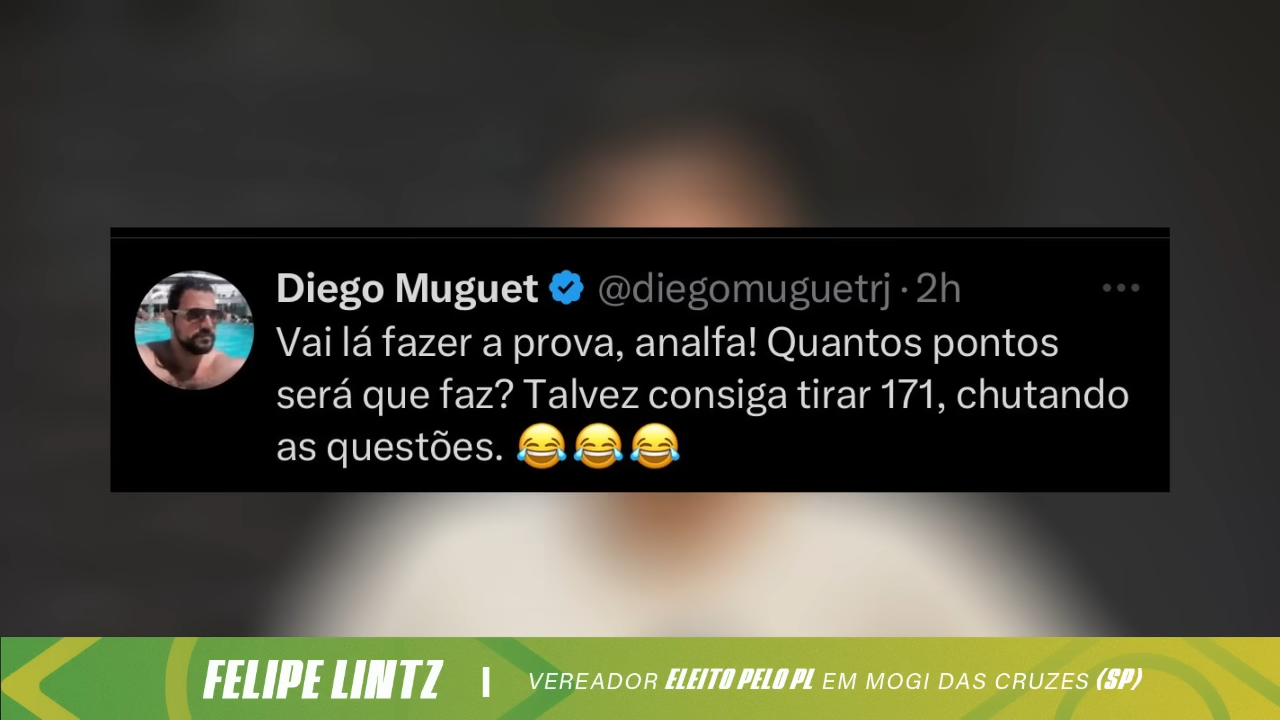 Diego Muguet @diegomuguetrj · 2h
Vai lá fazer a prova, analfa! Quantos pontos
será que faz? Talvez consiga tirar 171, chutando
as questões. 😂😂😂
FELIPE LINTZ | VEREADOR ELEITO PELO PL EM MOGI DAS CRUZES (SP)